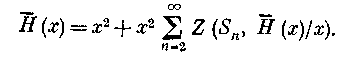 H̅ (x) = x² + x² ∑_{n=2}^{∞} Z (Sₙ, H̅ (x)/x).